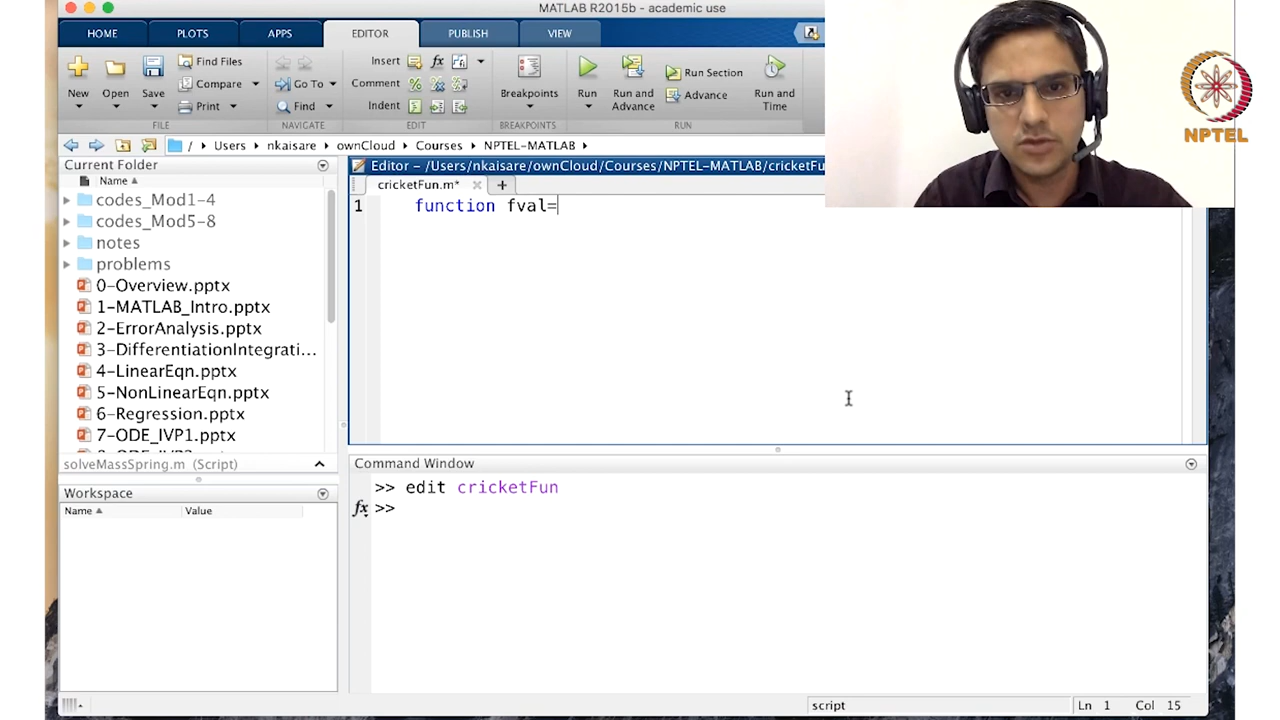 MATLAB R2015b - academic use
HOME PLOTS APPS EDITOR PUBLISH VIEW
New Open Save Find Files Compare Print
FILE
Go To Find
NAVIGATE
Insert fx
Comment
Indent
EDIT
Breakpoints
BREAKPOINTS
Run Run and Advance Run Section Advance Run and Time
RUN
NPTEL
/ Users nkaisare ownCloud Courses NPTEL-MATLAB
Current Folder
Name
codes_Mod1-4
codes_Mod5-8
notes
problems
0-Overview.pptx
1-MATLAB_Intro.pptx
2-ErrorAnalysis.pptx
3-DifferentiationIntegrati...
4-LinearEqn.pptx
5-NonLinearEqn.pptx
6-Regression.pptx
7-ODE_IVP1.pptx
solveMassSpring.m (Script)
Workspace
Name Value
Editor - /Users/nkaisare/ownCloud/Courses/NPTEL-MATLAB/cricketFu
cricketFun.m* +
1 function fval=
Command Window
>> edit cricketFun
fx >>
script Ln 1 Col 15